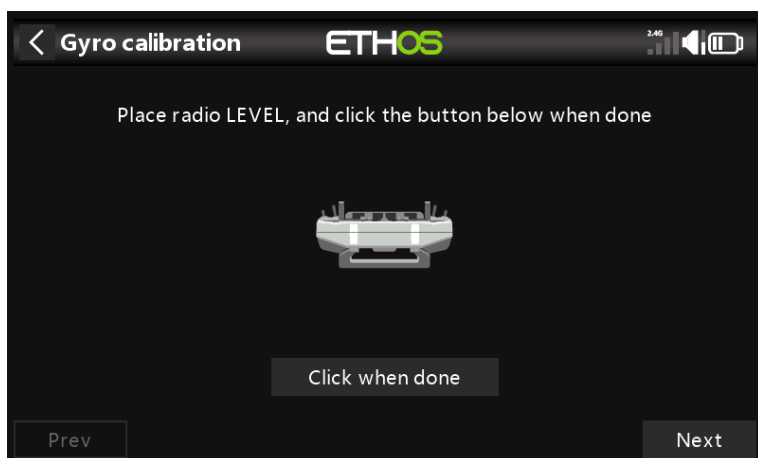 Gyro calibration
ETHOS
2.4G
Place radio LEVEL, and click the button below when done
Click when done
Prev
Next